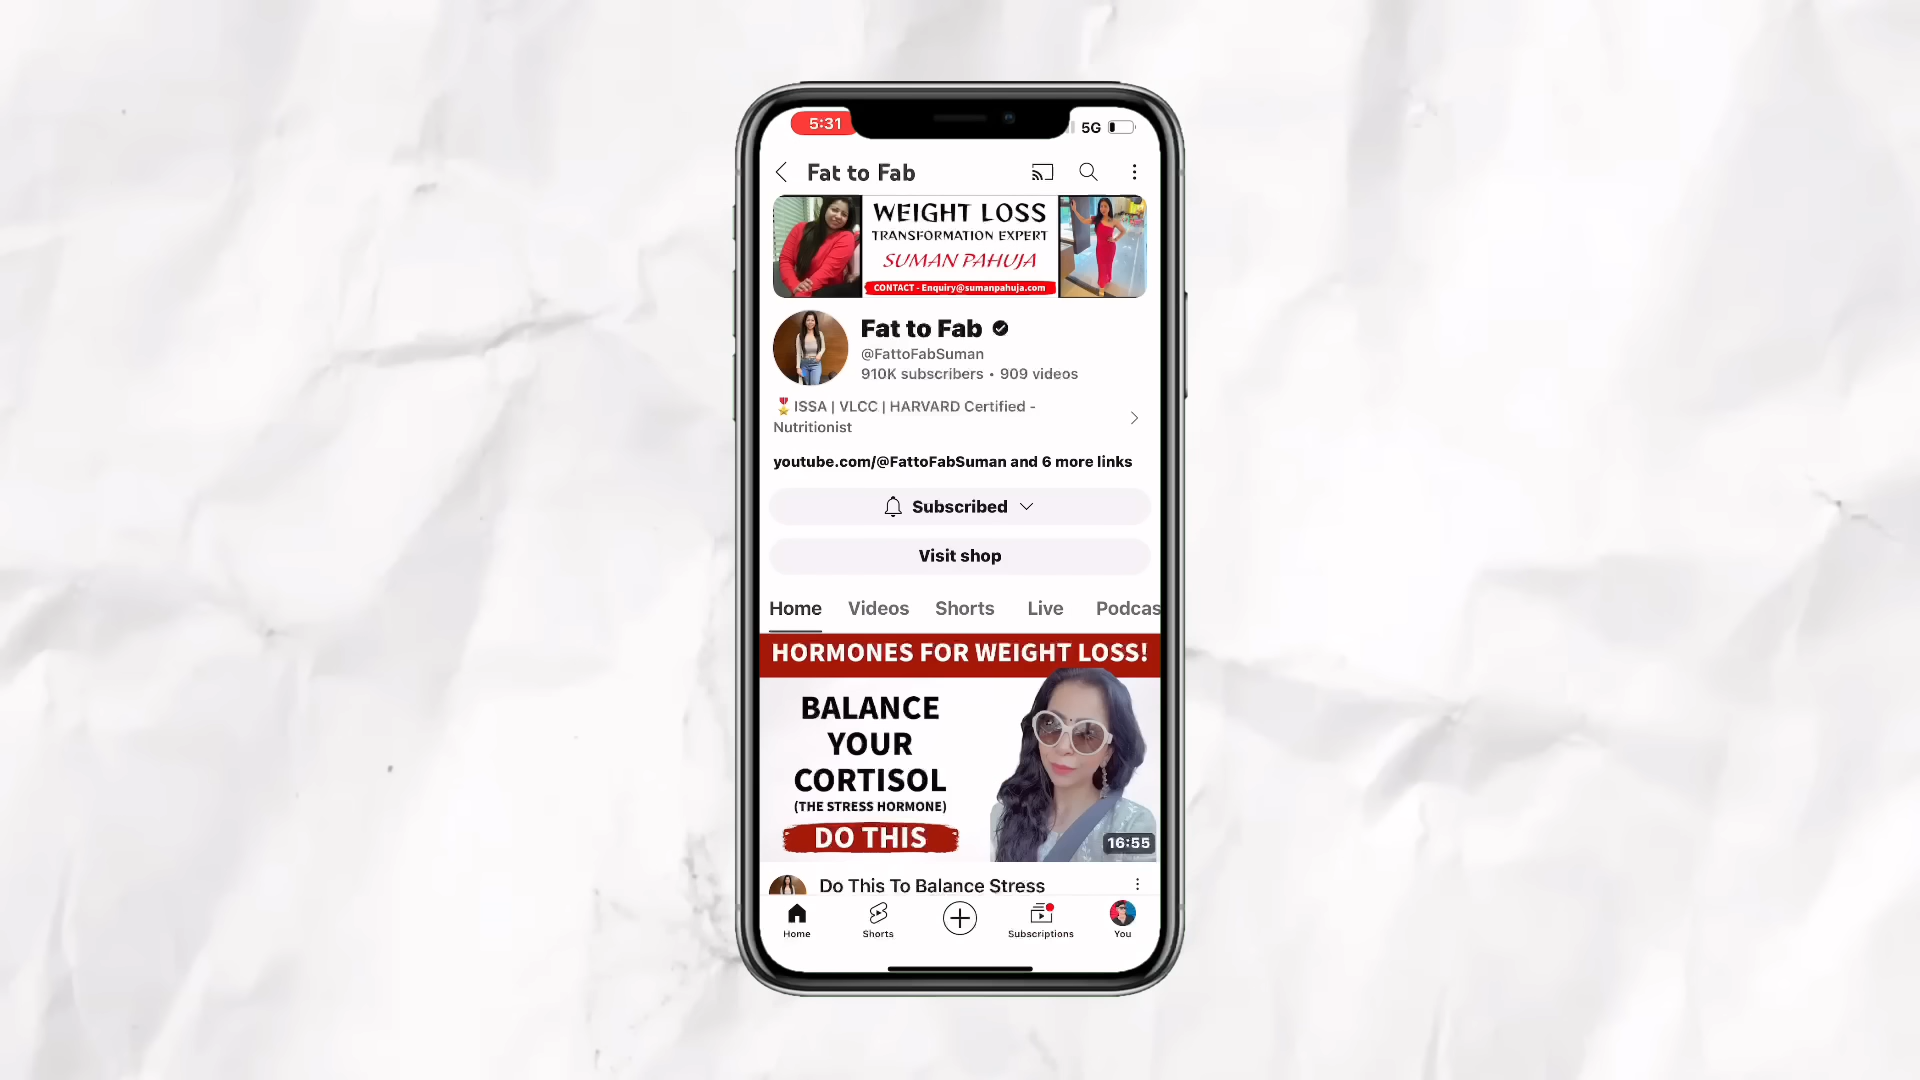 5:31
5G
Fat to Fab
WEIGHT LOSS
TRANSFORMATION EXPERT
SUMAN PAHUJA
CONTACT - Enquiry@sumanpahuja.com
Fat to Fab
@FattoFabSuman
910K subscribers • 909 videos
🎖️ISSA | VLCC | HARVARD Certified -
Nutritionist
youtube.com/@FattoFabSuman and 6 more links
Subscribed
Visit shop
Home Videos Shorts Live Podcas
HORMONES FOR WEIGHT LOSS!
BALANCE
YOUR
CORTISOL
(THE STRESS HORMONE)
DO THIS
16:55
Do This To Balance Stress
Home Shorts Subscriptions You